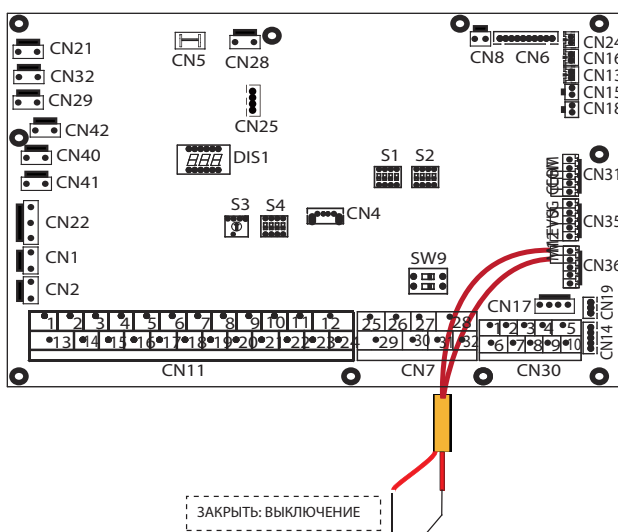 CN21
CN5
CN28
CN8 CN6
CN24
CN16
CN13
CN15
CN18
CN32
CN29
CN25
CN42
CN40
DIS1
S1 S2
CN31
CN41
CN22
S3 S4
CN4
CN35
CN1
SW9
CN36
CN2
CN17
CN19
CN14
1 2 3 4 5 6 7 8 9 10 11 12
13 14 15 16 17 18 19 20 21 22 23 24
CN11
25 26 27 28
29 30 31 32
CN7
1 2 3 4 5
6 7 8 9 10
CN30
ЗАКРЫТЬ: ВЫКЛЮЧЕНИЕ